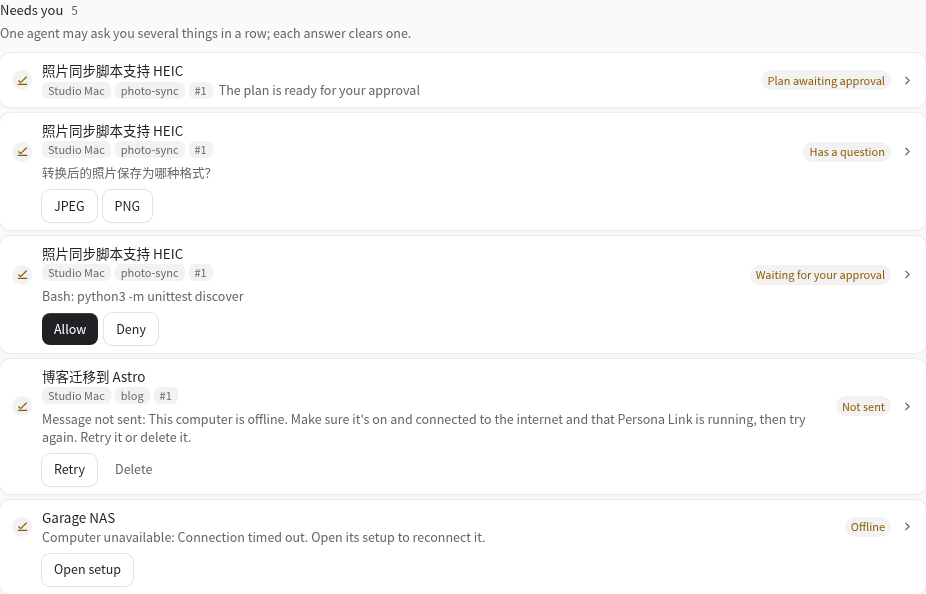 Needs you 5
One agent may ask you several things in a row; each answer clears one.
照片同步脚本支持 HEIC
Studio Mac photo-sync #1 The plan is ready for your approval
Plan awaiting approval
照片同步脚本支持 HEIC
Studio Mac photo-sync #1
Has a question
转换后的照片保存为哪种格式？
JPEG PNG
照片同步脚本支持 HEIC
Studio Mac photo-sync #1
Waiting for your approval
Bash: python3 -m unittest discover
Allow Deny
博客迁移到 Astro
Studio Mac blog #1
Message not sent: This computer is offline. Make sure it's on and connected to the internet and that Persona Link is running, then try
again. Retry it or delete it.
Not sent
Retry Delete
Garage NAS
Computer unavailable: Connection timed out. Open its setup to reconnect it.
Offline
Open setup